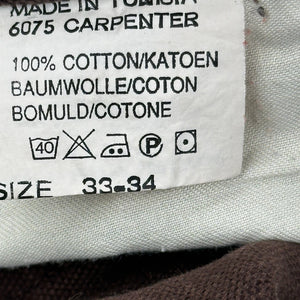 MADE IN TUNISIA
6075 CARPENTER
100% COTTON/KATOEN
BAUMWOLLE/COTON
BOMULD/COTONE
40 P
SIZE 33-34